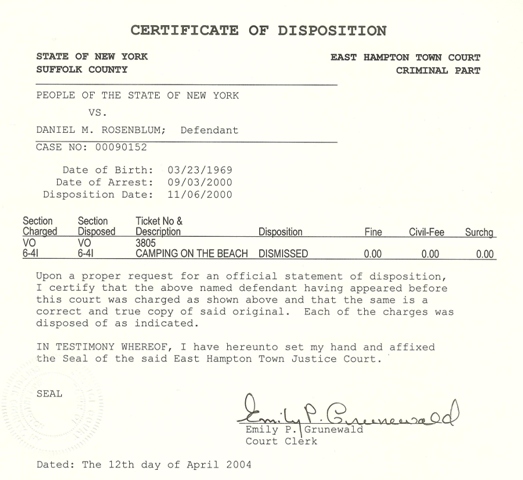 CERTIFICATE OF DISPOSITION
STATE OF NEW YORK EAST HAMPTON TOWN COURT
SUFFOLK COUNTY CRIMINAL PART
PEOPLE OF THE STATE OF NEW YORK
VS.
DANIEL M. ROSENBLUM; Defendant
CASE NO: 00090152
Date of Birth: 03/23/1969
Date of Arrest: 09/03/2000
Disposition Date: 11/06/2000
Section Section Ticket No &
Charged Disposed Description Disposition Fine Civil-Fee Surchg
VO VO 3805
6-4I 6-4I CAMPING ON THE BEACH DISMISSED 0.00 0.00 0.00
Upon a proper request for an official statement of disposition,
I certify that the above named defendant having appeared before
this court was charged as shown above and that the same is a
correct and true copy of said original. Each of the charges was
disposed of as indicated.
IN TESTIMONY WHEREOF, I have hereunto set my hand and affixed
the Seal of the said East Hampton Town Justice Court.
SEAL
Emily P. Grunewald
Emily P. Grunewald
Court Clerk
Dated: The 12th day of April 2004